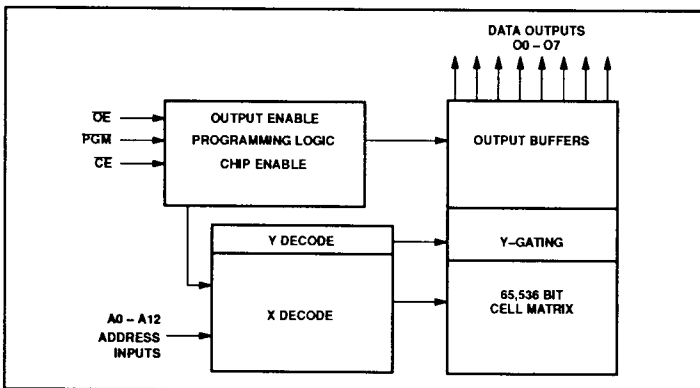 DATA OUTPUTS
O0 – O7
OE
PGM
CE
OUTPUT ENABLE
PROGRAMMING LOGIC
CHIP ENABLE
OUTPUT BUFFERS
Y DECODE
Y–GATING
X DECODE
65,536 BIT
CELL MATRIX
A0 – A12
ADDRESS
INPUTS